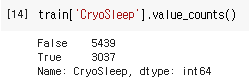 [14] train['CryoSleep'].value_counts()
False    5439
True     3037
Name: CryoSleep, dtype: int64